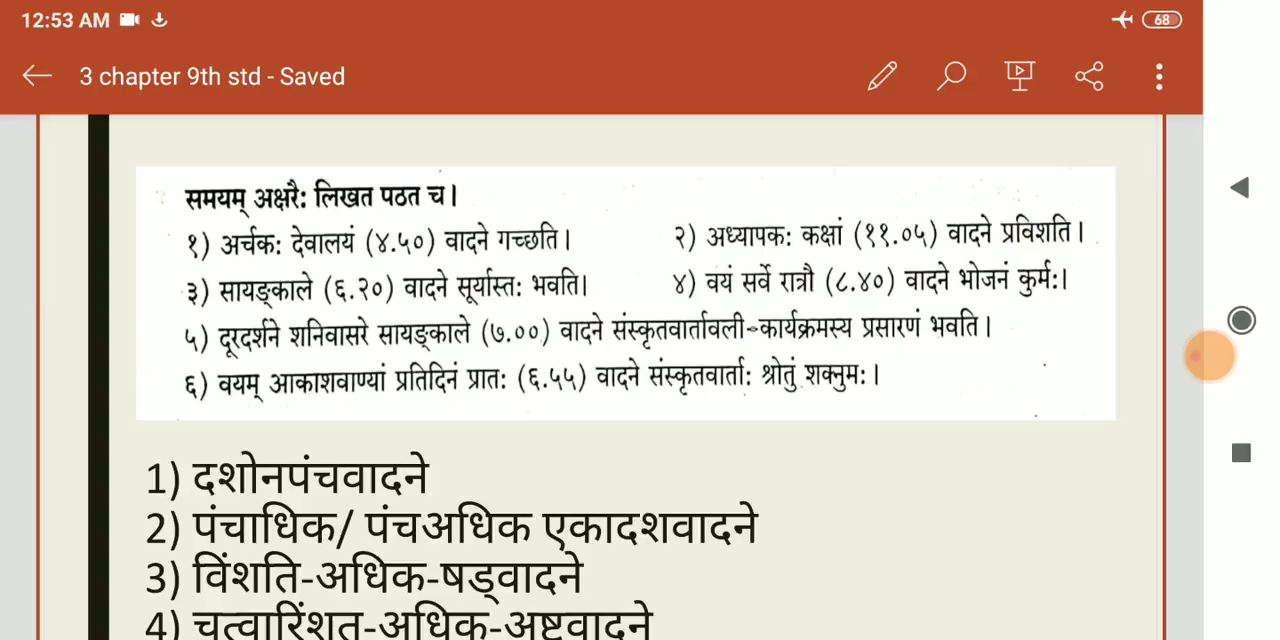 12:53 AM
68
3 chapter 9th std - Saved
समयम् अक्षरै: लिखत पठत च।
१) अर्चक: देवालयं (४.५०) वादने गच्छति।
२) अध्यापक: कक्षां (११.०५) वादने प्रविशति।
३) सायङ्काले (६.२०) वादने सूर्यास्त: भवति।
४) वयं सर्वे रात्रौ (८.४०) वादने भोजनं कुर्म:।
५) दूरदर्शने शनिवासरे सायङ्काले (७.००) वादने संस्कृतवार्तावली-कार्यक्रमस्य प्रसारणं भवति।
६) वयम् आकाशवाण्यां प्रतिदिनं प्रात: (६.५५) वादने संस्कृतवार्ता: श्रोतुं शक्नुम:।
1) दशोनपंचवादने
2) पंचाधिक/ पंचअधिक एकादशवादने
3) विंशति-अधिक-षड्वादने
4) चत्वारिंशत-अधिक-अष्टवादने